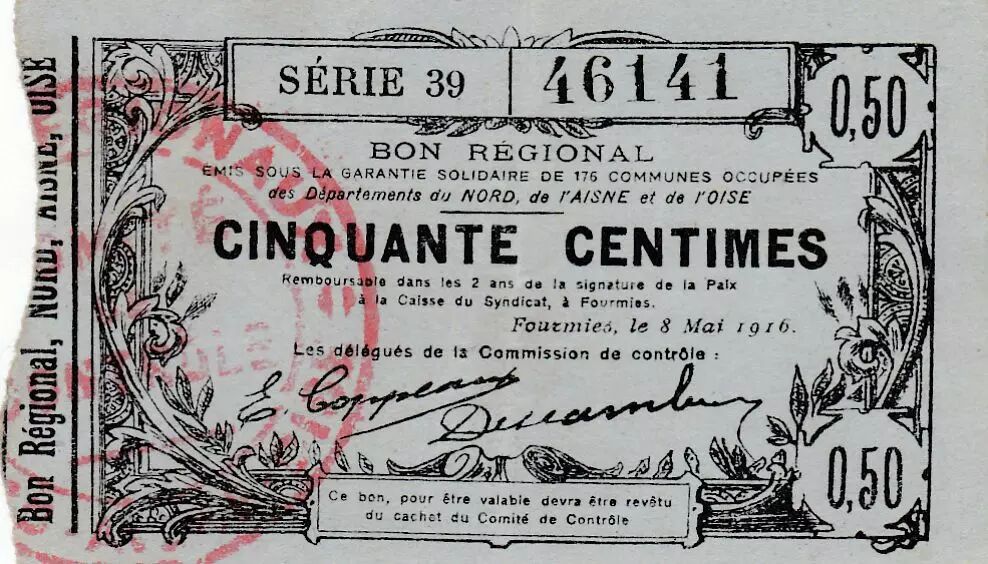 Bon Régional, NORD, AISNE, OISE
SÉRIE 39
46141
0,50
BON RÉGIONAL
ÉMIS SOUS LA GARANTIE SOLIDAIRE DE 176 COMMUNES OCCUPÉES
des Départements du NORD, de l'AISNE et de l'OISE
CINQUANTE CENTIMES
Remboursable dans les 2 ans de la signature de la Paix
à la Caisse du Syndicat, à Fourmies.
Fourmies, le 8 Mai 1916.
Les délégués de la Commission de contrôle :
0,50
Ce bon, pour être valable devra être revêtu
du cachet du Comité de Contrôle